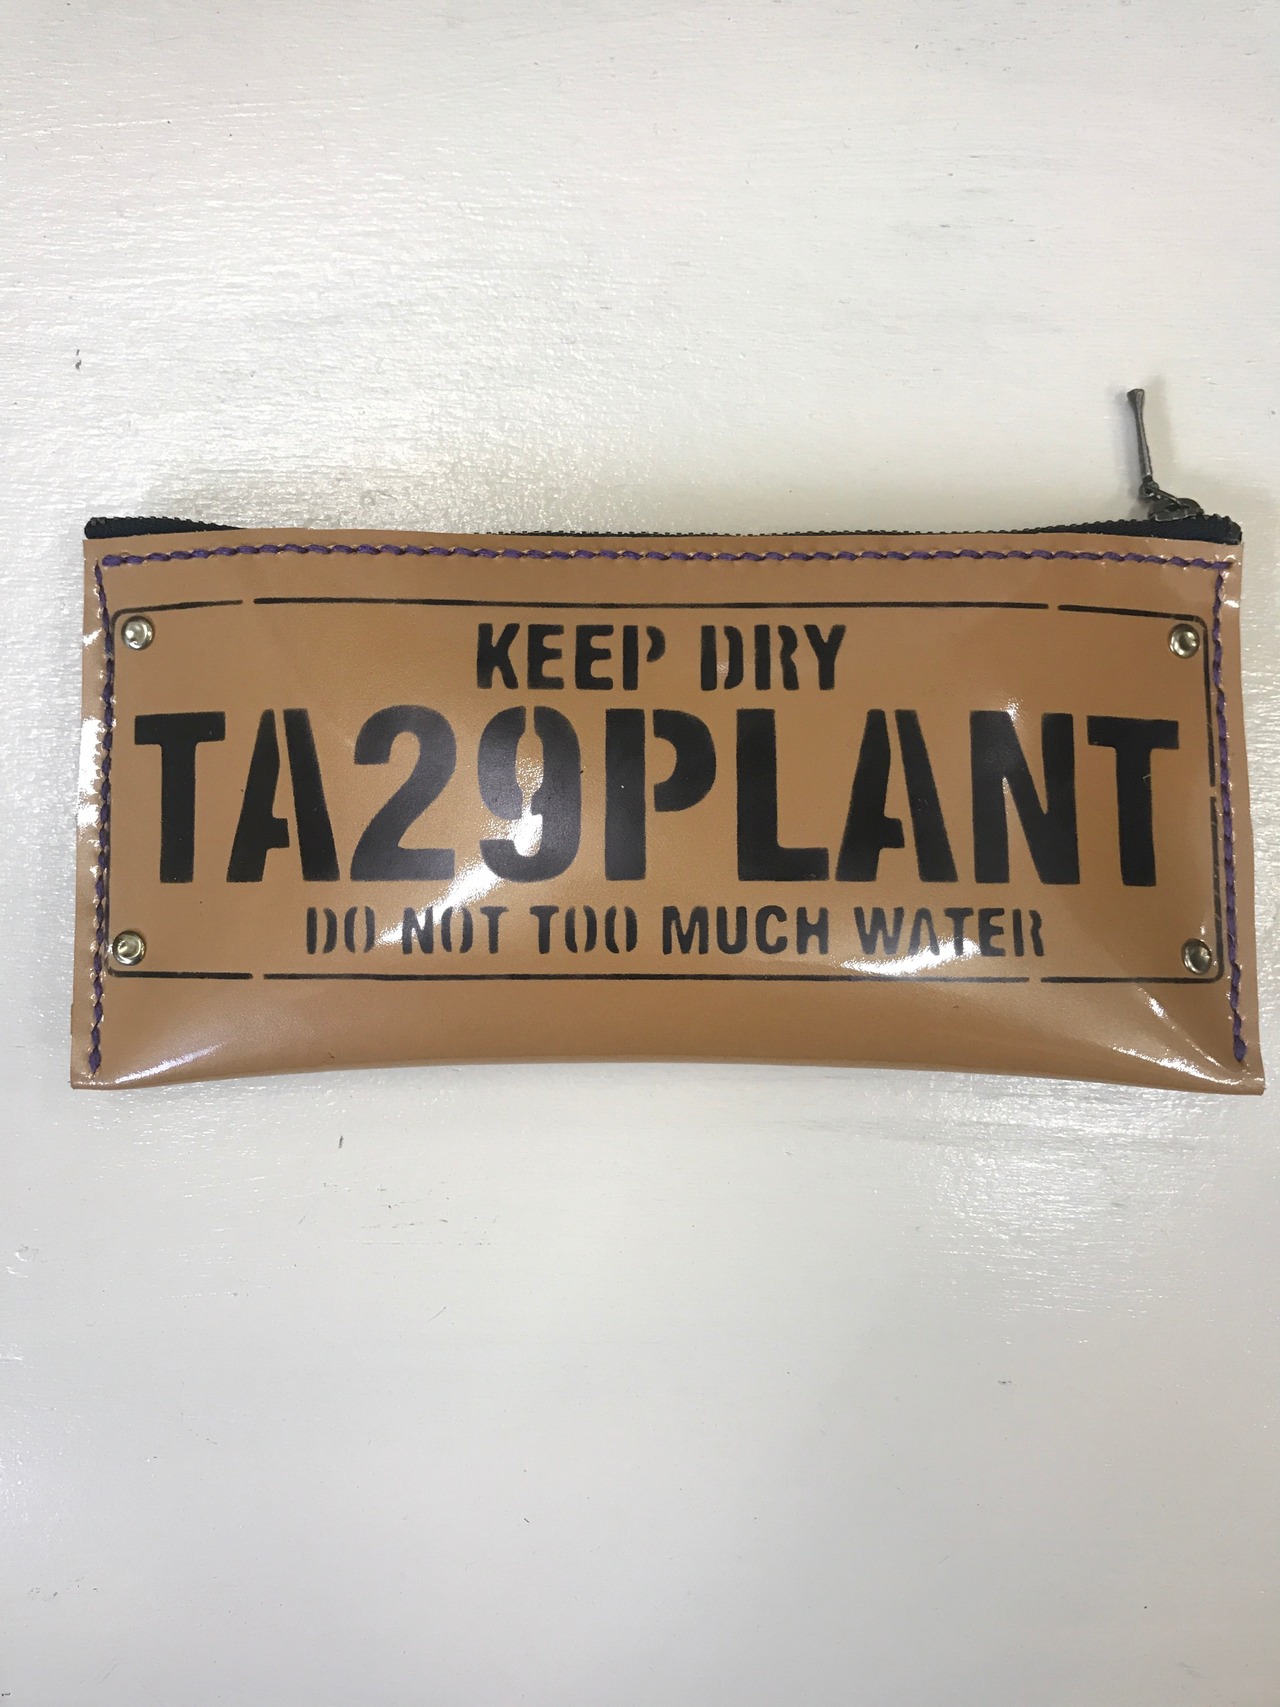 KEEP DRY
TA29PLANT
DO NOT TOO MUCH WATER